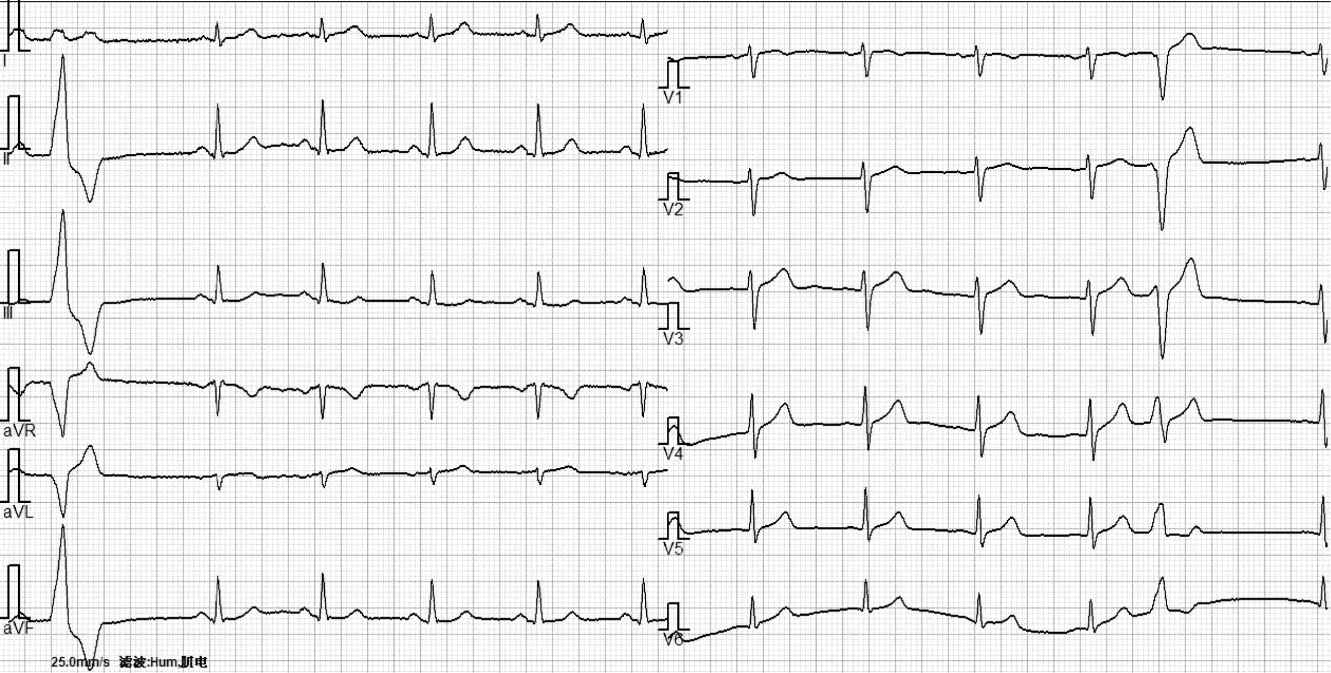 I
II
III
aVR
aVL
aVF
V1
V2
V3
V4
V5
V6
25.0mm/s 滤波:Hum,肌电